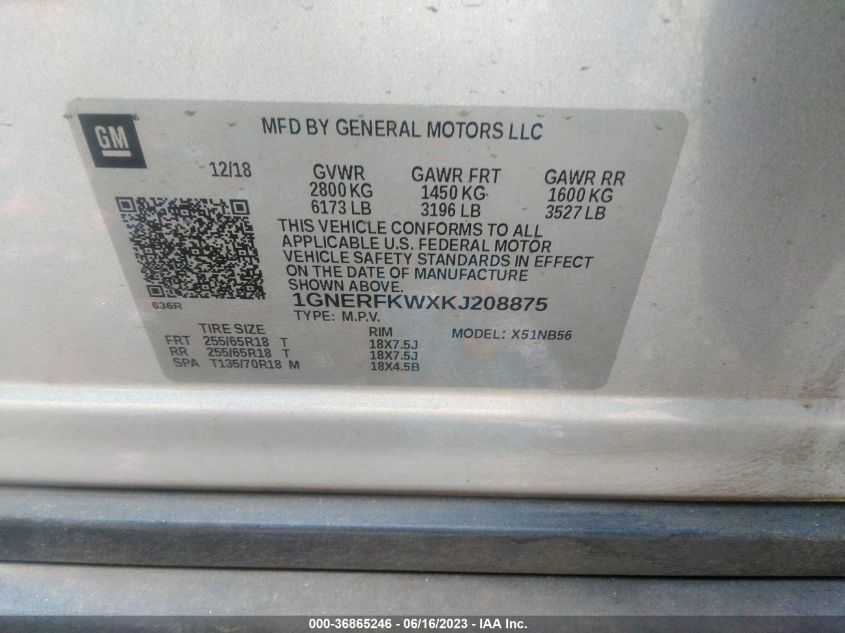 GM
MFD BY GENERAL MOTORS LLC
12/18 GVWR GAWR FRT GAWR RR
2800 KG 1450 KG 1600 KG
6173 LB 3196 LB 3527 LB
THIS VEHICLE CONFORMS TO ALL
APPLICABLE U.S. FEDERAL MOTOR
VEHICLE SAFETY STANDARDS IN EFFECT
ON THE DATE OF MANUFACTURE
SHOWN ABOVE.
636R 1GNERFKWXKJ208875
TYPE: M.P.V.
TIRE SIZE RIM MODEL: X51NB56
FRT 255/65R18 T 18X7.5J
RR 255/65R18 T 18X7.5J
SPA T135/70R18 M 18X4.5B
000-36865246 - 06/16/2023 - IAA Inc.